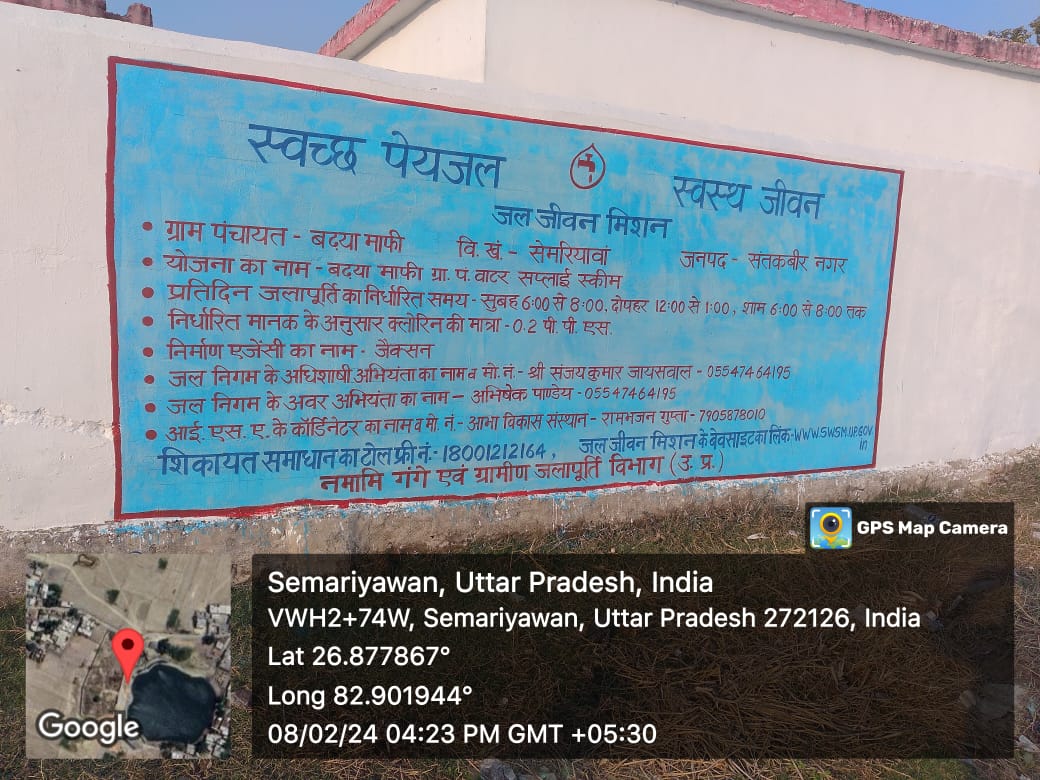 स्वच्छ पेयजल
स्वस्थ जीवन
जल जीवन मिशन
• ग्राम पंचायत - बदया माफी वि. खं. - सेमरियावां जनपद - संतकबीर नगर
• योजना का नाम - बदया माफी ग्रा. पं. वाटर सप्लाई स्कीम
• प्रतिदिन जलापूर्ति का निर्धारित समय - सुबह 6:00 से 8:00, दोपहर 12:00 से 1:00, शाम 6:00 से 8:00 तक
• निर्धारित मानक के अनुसार क्लोरिन की मात्रा - 0.2 पी. पी. एस.
• निर्माण एजेंसी का नाम - जैक्सन
• जल निगम के अधिशाषी अभियंता का नाम व मो. नं.- श्री संजय कुमार जायसवाल - 05547464195
• जल निगम के अवर अभियंता का नाम - अभिषेक पाण्डेय - 05547464195
• आई. एस. ए. के कोर्डिनेटर का नाम व मो. नं. - आभा विकास संस्थान - रामभजन गुप्ता - 7905878010
शिकायत समाधान का टोल फ्री नं.- 18001212164, जल जीवन मिशन के बेवसाइट का लिंक-WWW.SWSM.UP.GOV.
in
नमामि गंगे एवं ग्रामीण जलापूर्ति विभाग (उ. प्र.)
GPS Map Camera
Semariyawan, Uttar Pradesh, India
VWH2+74W, Semariyawan, Uttar Pradesh 272126, India
Lat 26.877867°
Long 82.901944°
08/02/24 04:23 PM GMT +05:30
Google